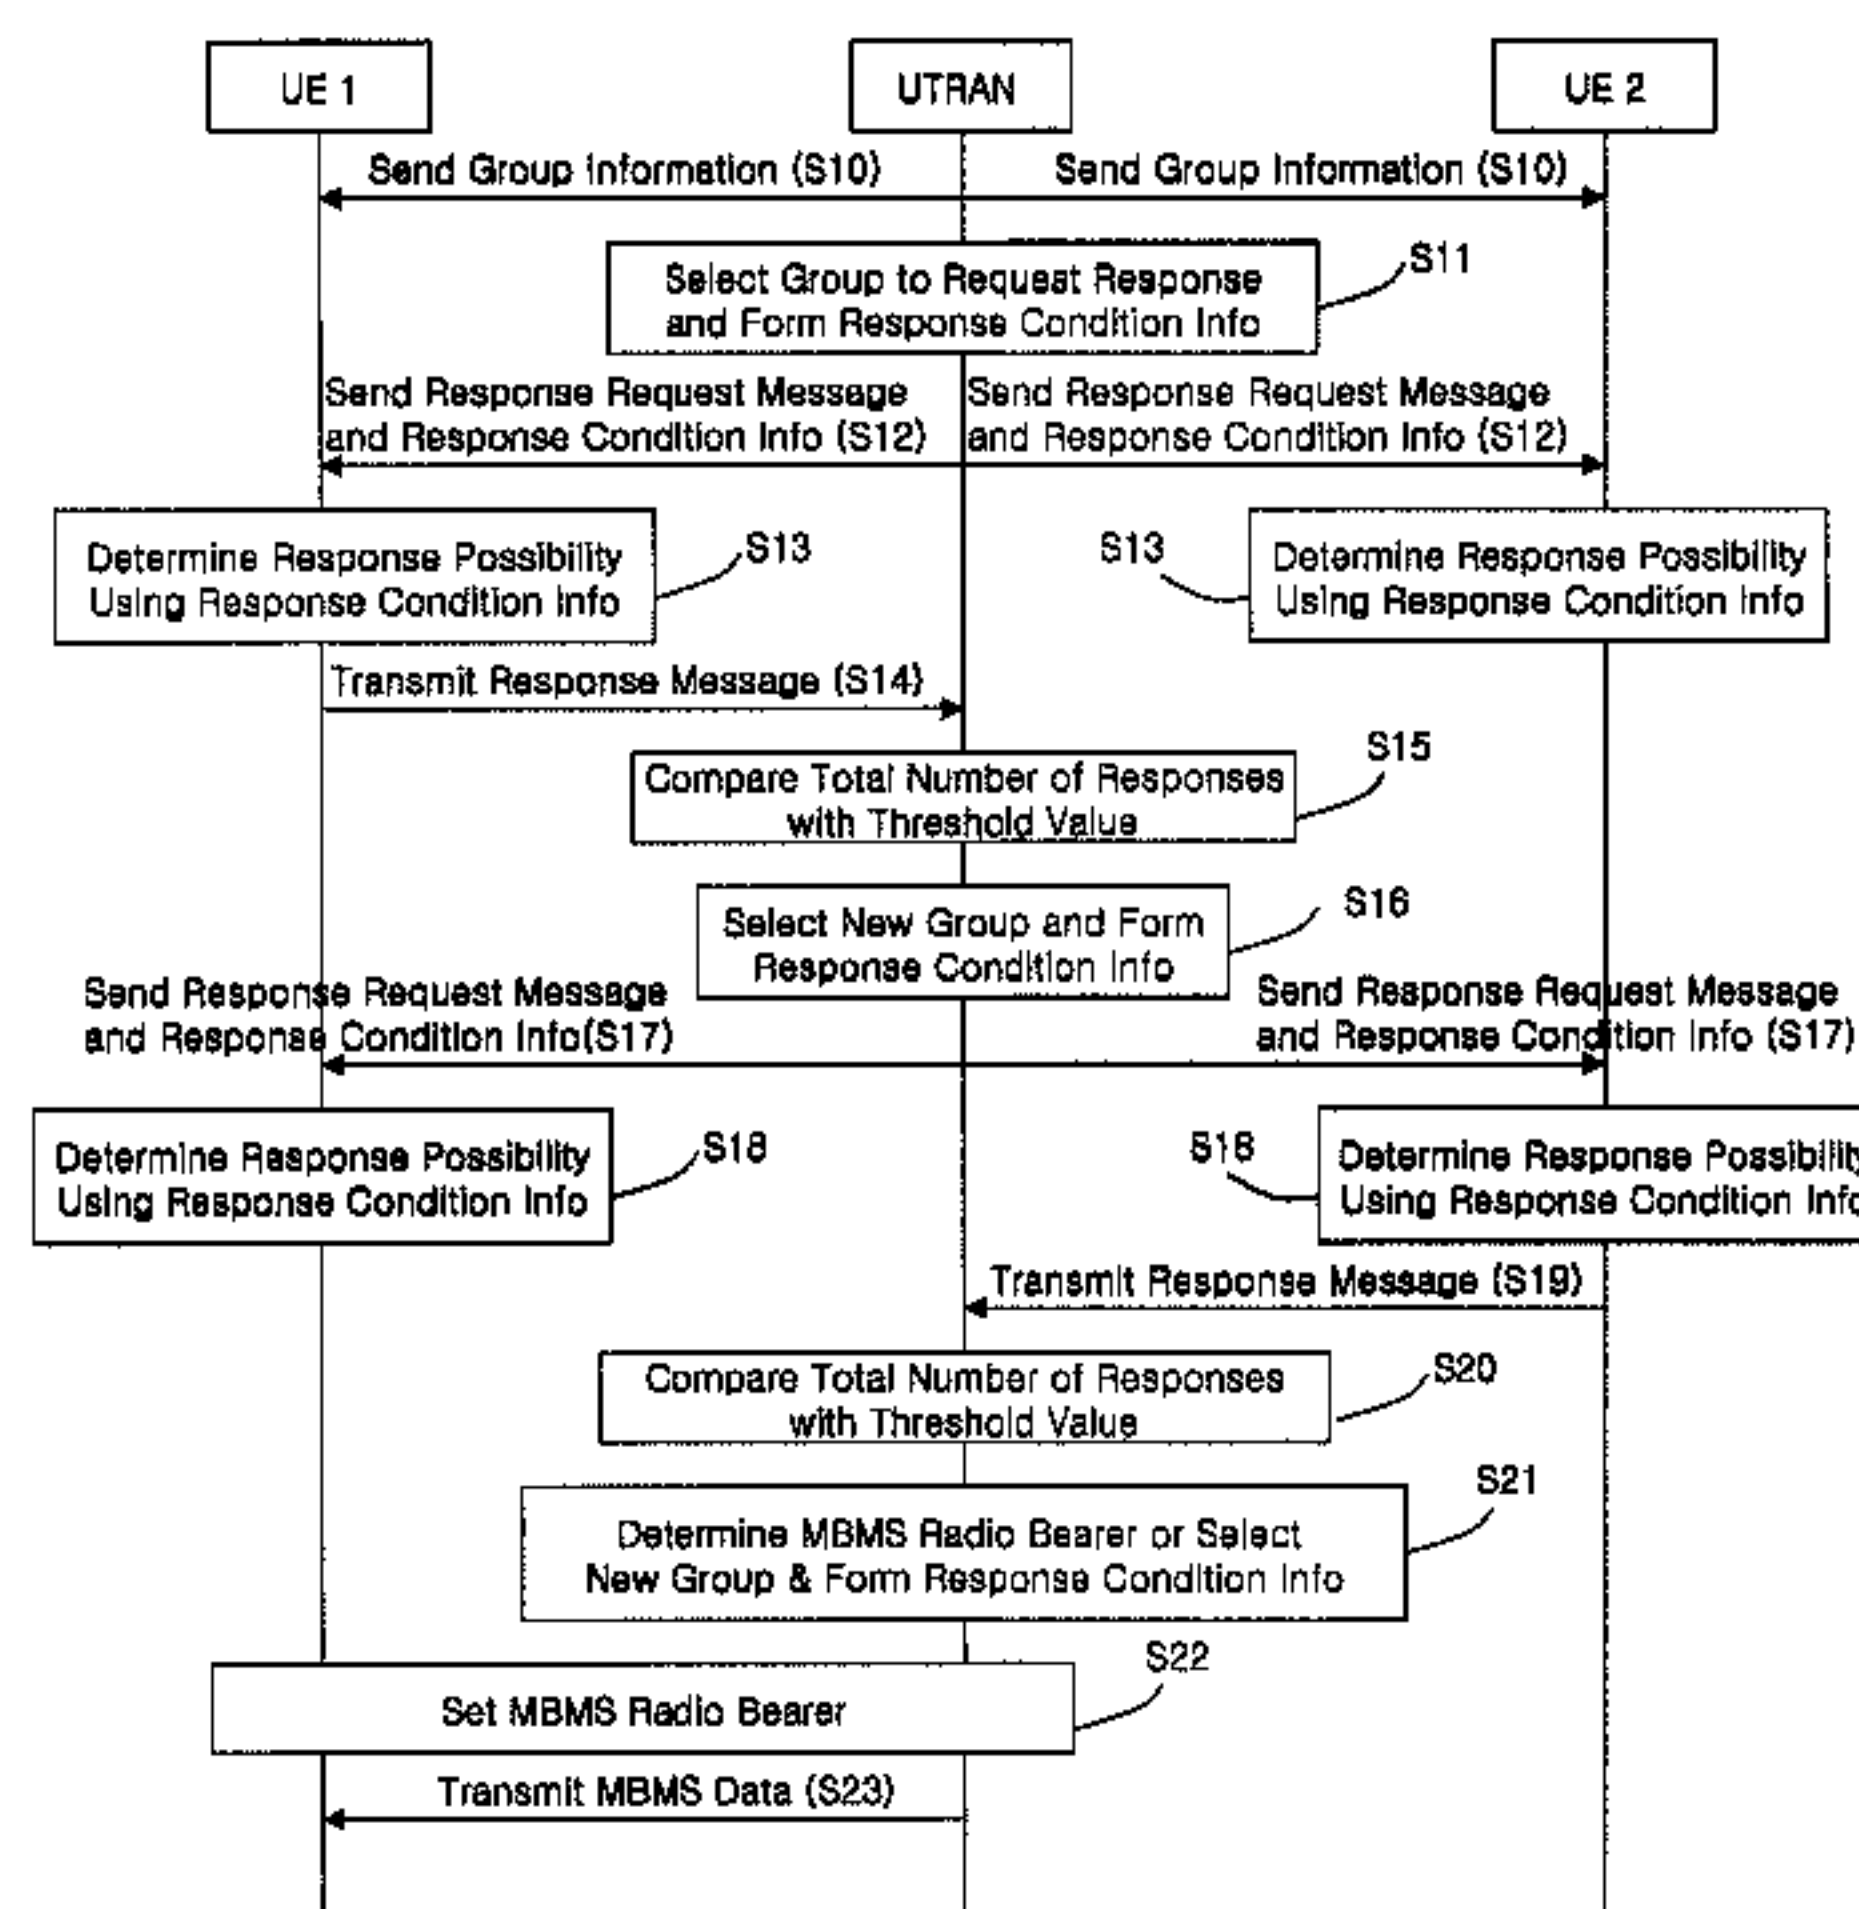 UE 1
UTRAN
UE 2
Send Group Information (S10)
Send Group Information (S10)
Select Group to Request Response
and Form Response Condition Info
S11
Send Response Request Message
and Response Condition Info (S12)
Send Response Request Message
and Response Condition Info (S12)
Determine Response Possibility
Using Response Condition Info
S13
S13
Determine Response Possibility
Using Response Condition Info
Transmit Response Message (S14)
S15
Compare Total Number of Responses
with Threshold Value
S16
Select New Group and Form
Response Condition Info
Send Response Request Message
and Response Condition Info(S17)
Send Response Request Message
and Response Condition Info (S17)
Determine Response Possibility
Using Response Condition Info
S18
S18
Determine Response Possibility
Using Response Condition Info
Transmit Response Message (S19)
Compare Total Number of Responses
with Threshold Value
S20
S21
Determine MBMS Radio Bearer or Select
New Group & Form Response Condition Info
S22
Set MBMS Radio Bearer
Transmit MBMS Data (S23)